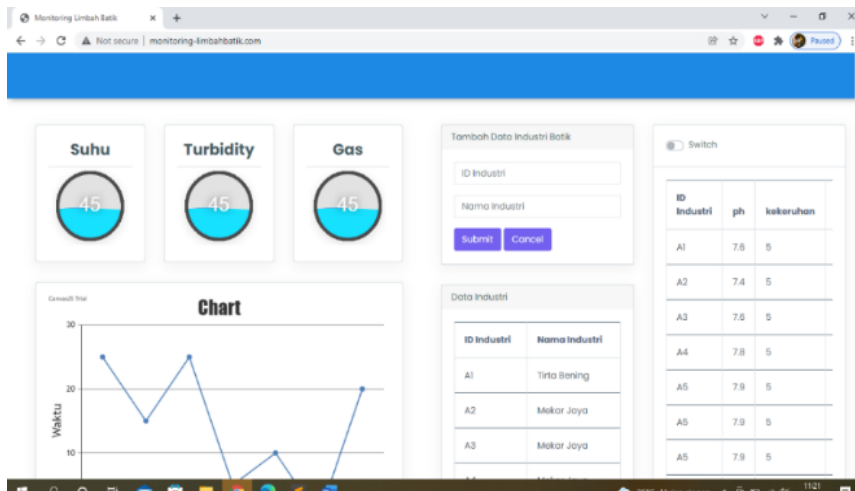 Monitoring Limbah Batik
Not secure | monitoring-limbahbatik.com
Paused
Suhu
45
Turbidity
45
Gas
45
Tambah Data Industri Batik
ID Industri
Nama Industri
Submit Cancel
Switch
ID Industri ph kekeruhan
A1 7.6 5
A2 7.4 5
A3 7.6 5
A4 7.8 5
A5 7.9 5
A5 7.9 5
A5 7.9 5
CanvasJS Trial
Chart
Waktu
30
20
10
Data Industri
ID Industri Nama Industri
A1 Tirta Bening
A2 Mekar Jaya
A3 Mekar Jaya
11:21